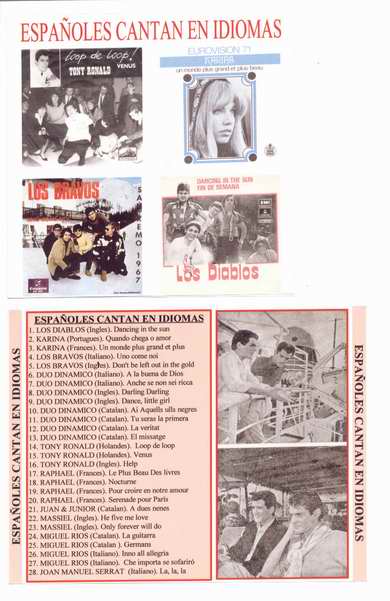 ESPAÑOLES CANTAN EN IDIOMAS
loop de loop!
VENUS
TONY RONALD
EUROVISION 71
KARINA
un monde plus grand et plus beau
LOS BRAVOS
SAN REMO 1967
DANCING IN THE SUN
FIN DE SEMANA
EMI
Los Diablos
ESPAÑOLES CANTAN EN IDIOMAS
ESPAÑOLES CANTAN EN IDIOMAS
1. LOS DIABLOS (Ingles). Dancing in the sun
2. KARINA (Portugues). Quando chega o amor
3. KARINA (Frances). Un monde plus grand et plus
4. LOS BRAVOS (Italiano). Uno come noi
5. LOS BRAVOS (Ingles). Don't be left out in the gold
6. DUO DINAMICO (Italiano). A la buena de Dios
7. DUO DINAMICO (Italiano). Anche se non sei ricca
8. DUO DINAMICO (Ingles). Darling Darling
9. DUO DINAMICO (Ingles). Dance, little girl
10. DUO DINAMICO (Catalan). Ai Aquells ulls negres
11. DUO DINAMICO (Catalan). Tu seras la primera
12. DUO DINAMICO (Catalan). La veritat
13. DUO DINAMICO (Catalan). El missatge
14. TONY RONALD (Holandes). Loop de loop
15. TONY RONALD (Holandes). Venus
16. TONY RONALD (Ingles). Help
17. RAPHAEL (Frances). Le Plus Beau Des livres
18. RAPHAEL (Frances). Nocturne
19. RAPHAEL (Frances). Pour croire en notre amour
20. RAPHAEL (Frances). Serenade pour Paris
21. JUAN & JUNIOR (Catalan). A dues nenes
22. MASSIEL (Ingles). He five me love
23. MASSIEL (Ingles). Only forever will do
24. MIGUEL RIOS (Catalan). La guitarra
25. MIGUEL RIOS (Catalan ). Germans
26. MIGUEL RIOS (Italiano). Inno all allegria
27. MIGUEL RIOS (Italiano). Che importa se sofariró
28. JOAN MANUEL SERRAT (Italiano). La, la, la
ESPAÑOLES CANTAN EN IDIOMAS